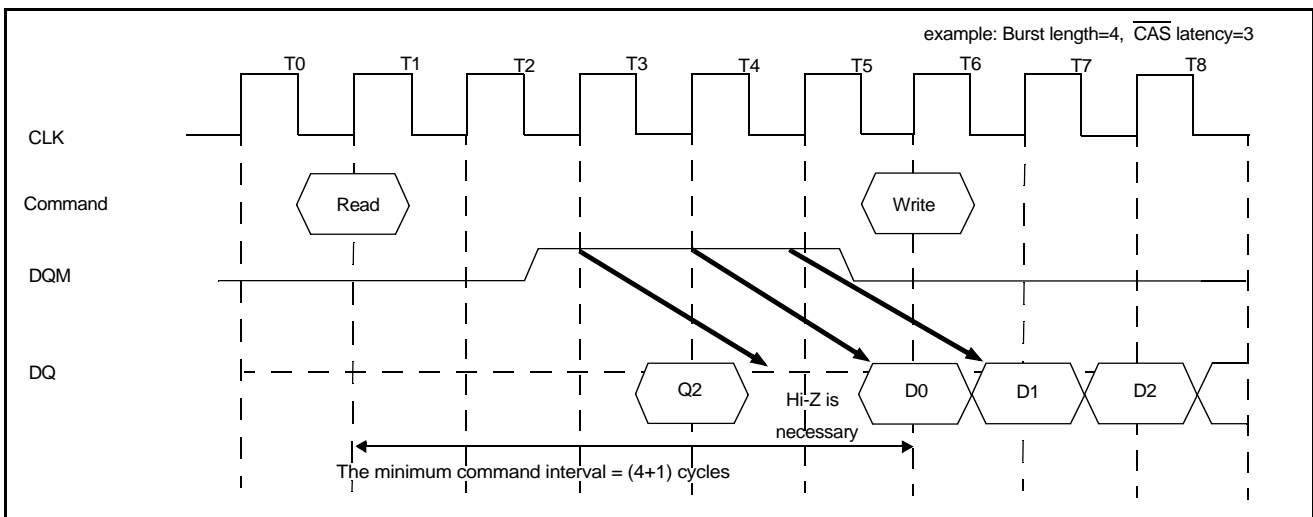 example: Burst length=4, CAS latency=3
T0 T1 T2 T3 T4 T5 T6 T7 T8
CLK
Command Read Write
DQM
DQ Q2 D0 D1 D2
Hi-Z is
necessary
The minimum command interval = (4+1) cycles